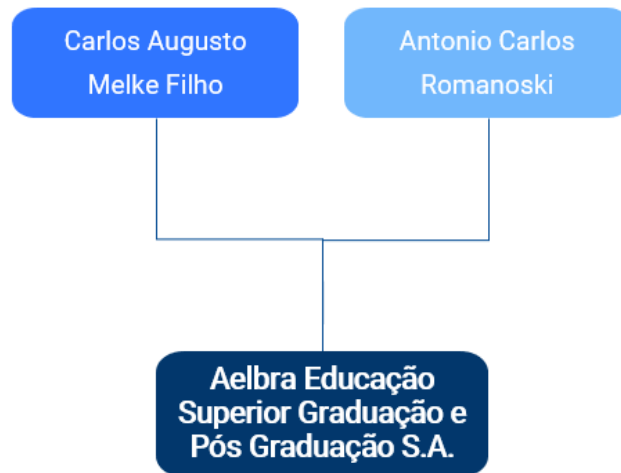 Carlos Augusto
Melke Filho
Antonio Carlos
Romanoski
Aelbra Educação
Superior Graduação e
Pós Graduação S.A.